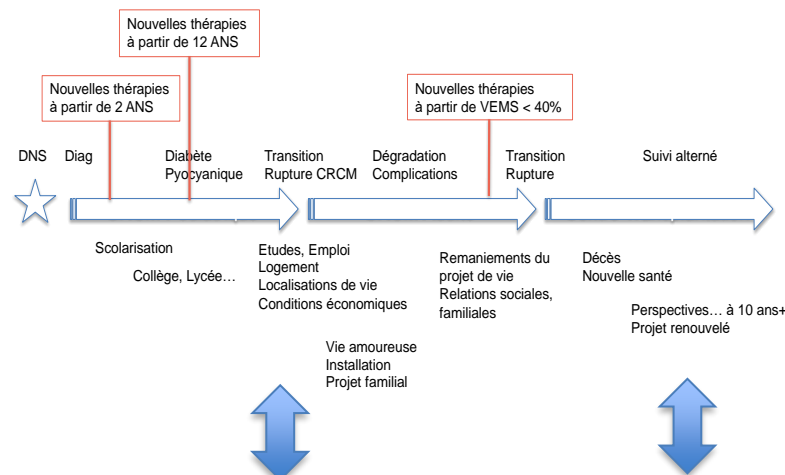 Nouvelles thérapies
à partir de 12 ANS
Nouvelles thérapies
à partir de 2 ANS
Nouvelles thérapies
à partir de VEMS < 40%
DNS
Diag
Diabète
Pyocyanique
Transition
Rupture CRCM
Dégradation
Complications
Transition
Rupture
Suivi alterné
Scolarisation
Collège, Lycée…
Etudes, Emploi
Logement
Localisations de vie
Conditions économiques
Vie amoureuse
Installation
Projet familial
Remaniements du
projet de vie
Relations sociales,
familiales
Décès
Nouvelle santé
Perspectives… à 10 ans+
Projet renouvelé